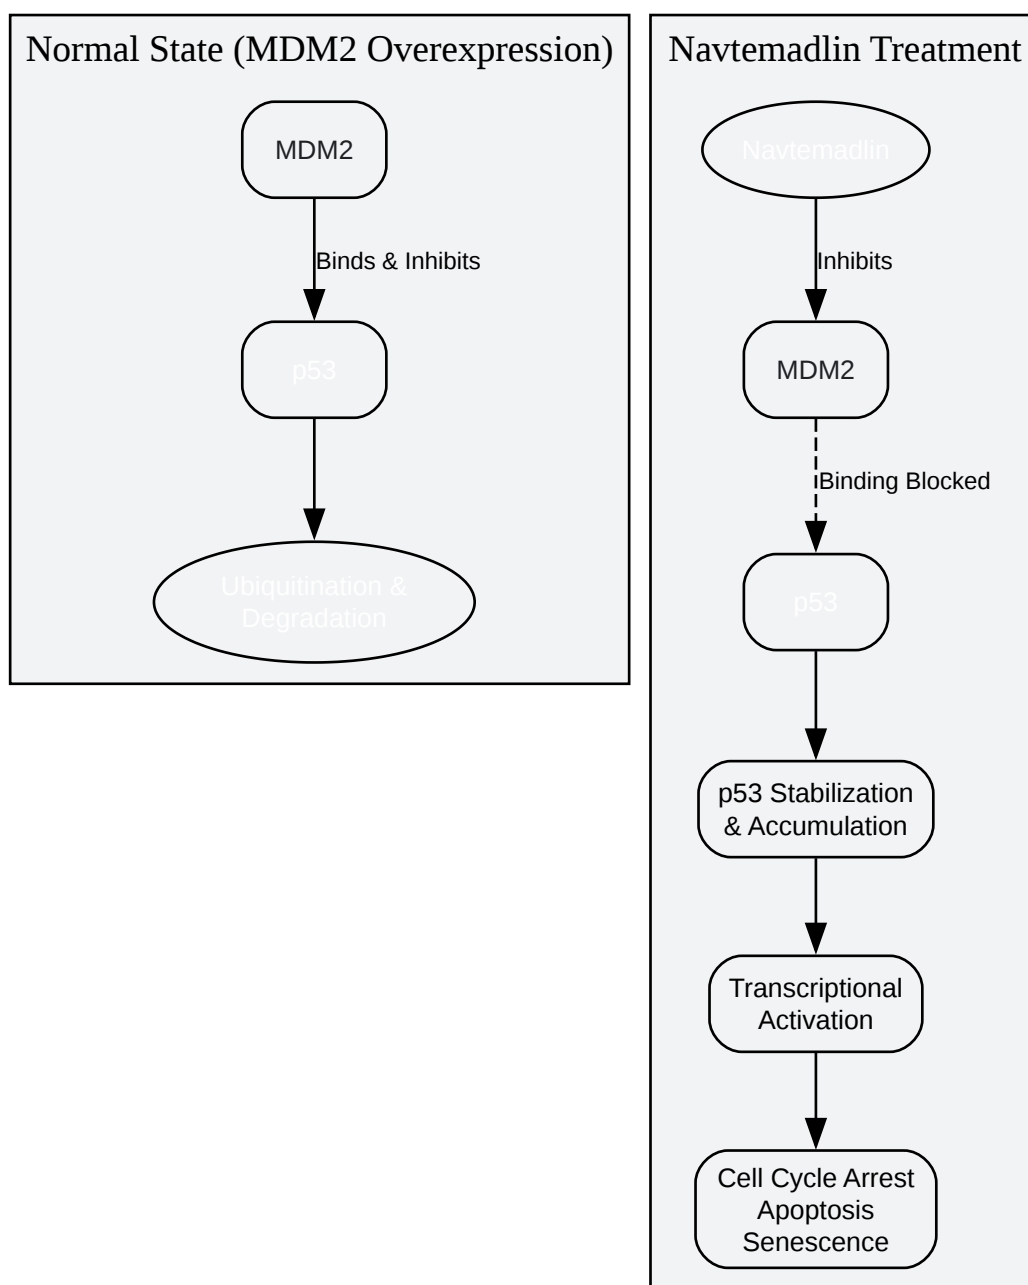 Normal State (MDM2 Overexpression)
MDM2
Binds & Inhibits
p53
Ubiquitination &
Degradation
Navtemadlin Treatment
Navtemadlin
Inhibits
MDM2
Binding Blocked
p53
p53 Stabilization
& Accumulation
Transcriptional
Activation
Cell Cycle Arrest
Apoptosis
Senescence